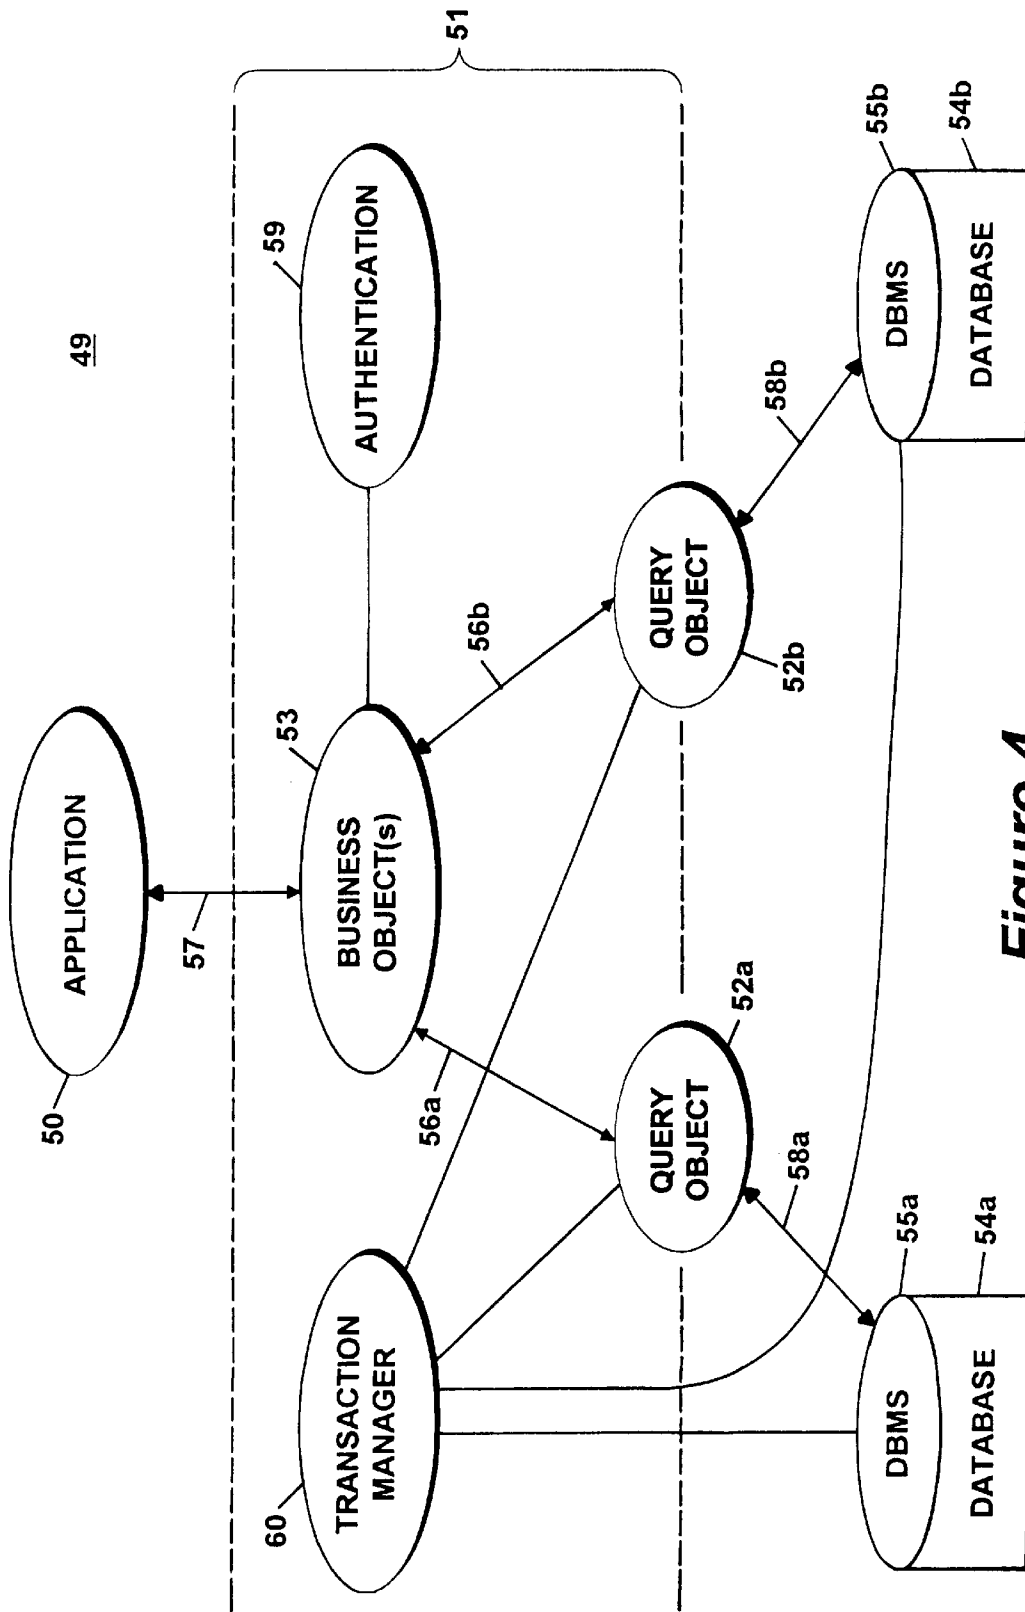 49
APPLICATION
50
57
51
TRANSACTION
MANAGER
60
BUSINESS
OBJECT(s)
53
AUTHENTICATION
59
56a
56b
QUERY
OBJECT
52a
QUERY
OBJECT
52b
58a
58b
DBMS
55a
DATABASE
54a
DBMS
55b
DATABASE
54b
Figure 4